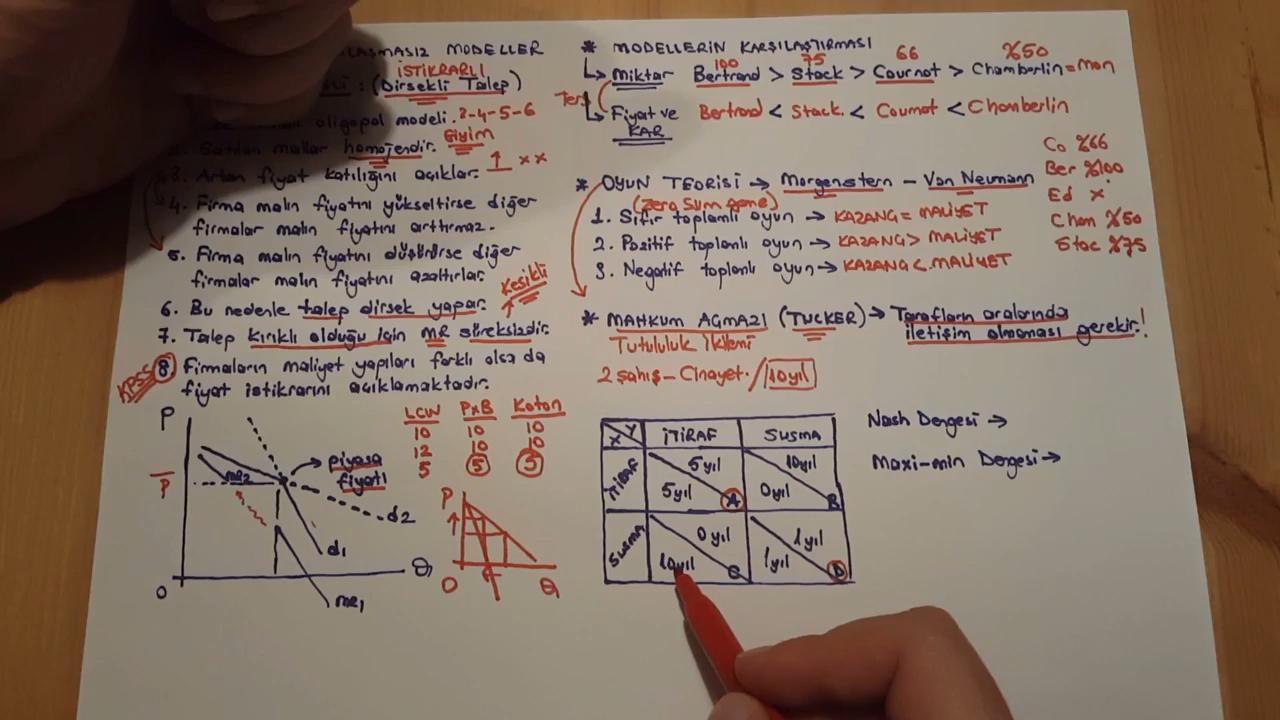 LAŞMASIZ MODELLER
İSTİKRARLI
: (Dirsekli Talep)
oligopol modeli. 2-4-5-6
Giyim
2. Satılan mallar homojendir.
3. Artan fiyat katılığını açıklar. ↑ x x
4. Firma malın fiyatını yükseltirse diğer
firmalar malın fiyatını arttırmaz.
5. Firma malın fiyatını düşürürse diğer
firmalar malın fiyatını azaltırlar.
Kesikli
6. Bu nedenle talep dirsek yapar.
7. Talep kırıklı olduğu için MR süreksizdir.
KPSS 8 Firmaların maliyet yapıları farklı olsa da
fiyat istikrarını açıklamaktadır.
LCW PxB Koton
10 10 10
12 10 10
5 5 5
P
P
MR2
piyasa
fiyatı
d2
d1
MR1
0
Q
P
0 Q
* MODELLERİN KARŞILAŞTIRMASI
100 75 66 %50
↳ Miktar Bertrand > Stack > Cournot > Chamberlin = Mon
Ters
↳ Fiyat ve Bertrand < Stack. < Cournot < Chamberlin
KAR
Co %66
Ber %100
Ed x
Cham %50
Stac %75
* OYUN TEORİSİ → Morgenstern - Von Neumann
(zero sum game)
1. Sıfır toplamlı oyun → KAZANÇ = MALİYET
2. Pozitif toplamlı oyun → KAZANÇ > MALİYET
3. Negatif toplamlı oyun → KAZANÇ < MALİYET
* MAHKUM AÇMAZI (TUCKER) → Tarafların aralarında
iletişim olmaması gerekir!
Tutukluluk İkilemi
2 şahıs - Cinayet. / 10 yıl
X Y İTİRAF SUSMA
İTİRAF 5 yıl 10 yıl
5 yıl A 0 yıl B
SUSMA 0 yıl 1 yıl
10 yıl C 1 yıl D
Nash Dengesi →
Maxi-min Dengesi →